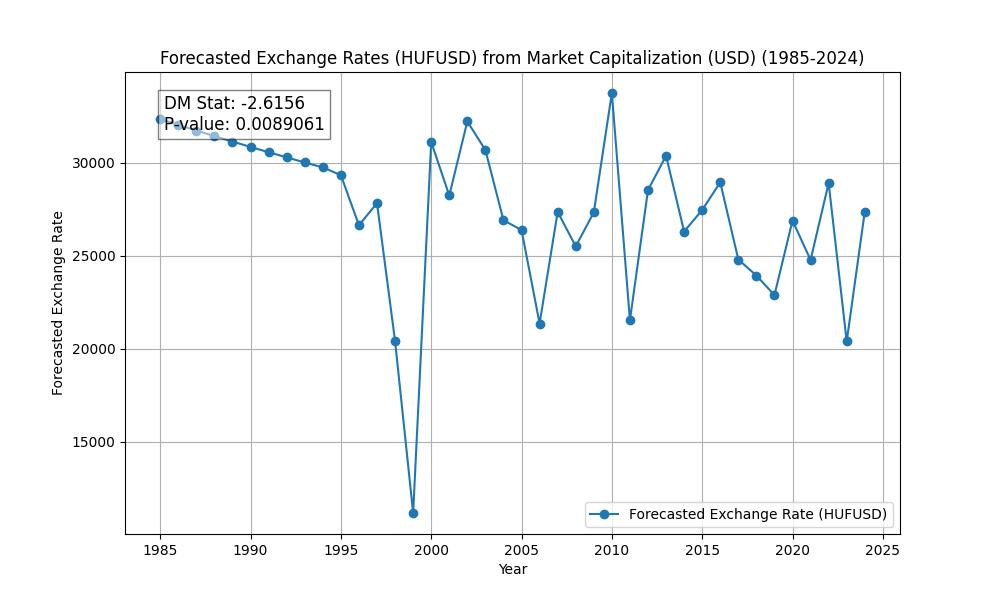 Forecasted Exchange Rates (HUFUSD) from Market Capitalization (USD) (1985-2024)
DM Stat: -2.6156
P-value: 0.0089061
Forecasted Exchange Rate
30000
25000
20000
15000
Forecasted Exchange Rate (HUFUSD)
1985 1990 1995 2000 2005 2010 2015 2020 2025
Year